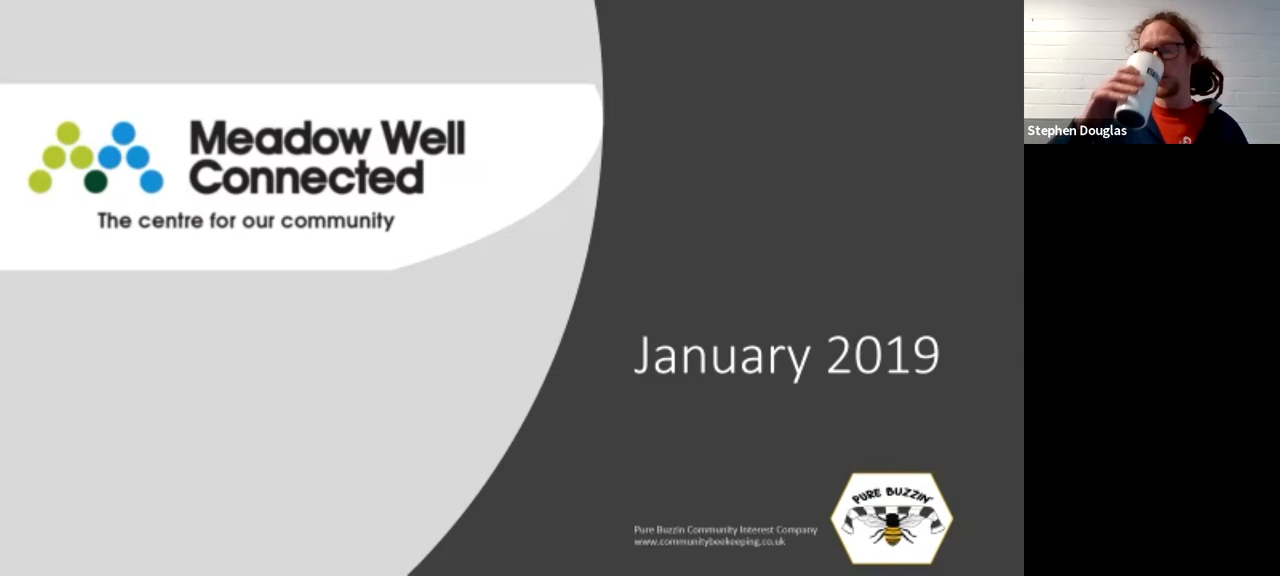 Meadow Well
Connected
The centre for our community
January 2019
Pure Buzzin Community Interest Company
www.communitybeekeeping.co.uk
PURE BUZZIN'
Stephen Douglas